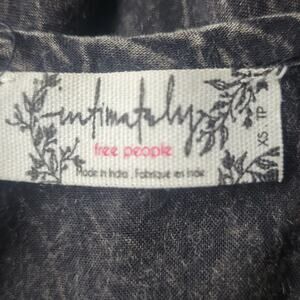 intimately
free people
Made in India. Fabriqué en Inde
XS TP